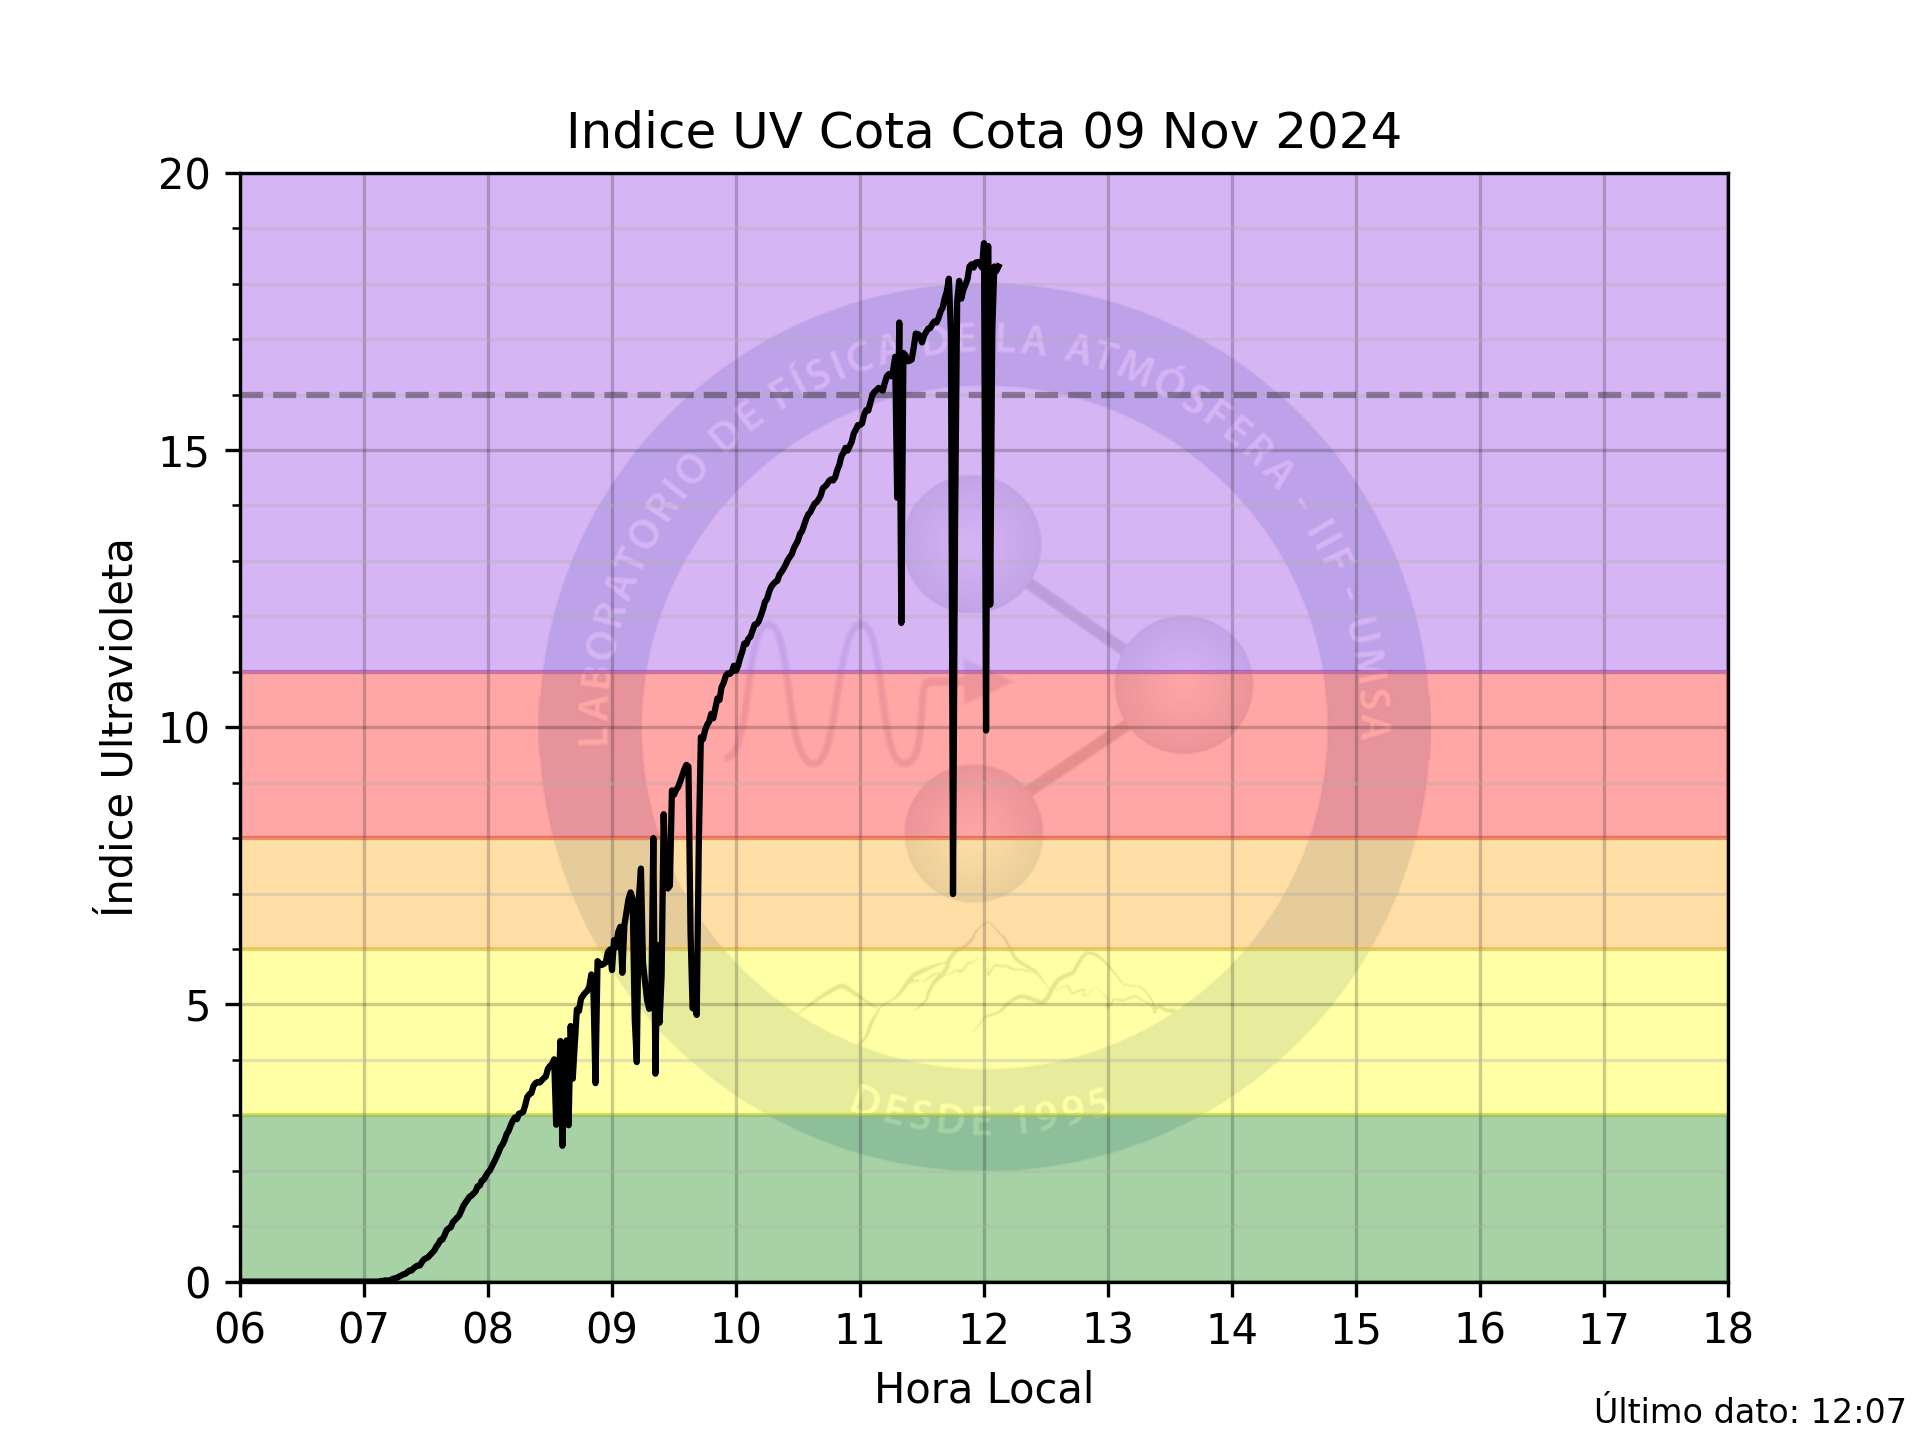 Indice UV Cota Cota 09 Nov 2024
20
15
10
5
0
Índice Ultravioleta
LABORATORIO DE FÍSICA DE LA ATMÓSFERA - IIF - UMSA
DESDE 1995
06 07 08 09 10 11 12 13 14 15 16 17 18
Hora Local
Último dato: 12:07